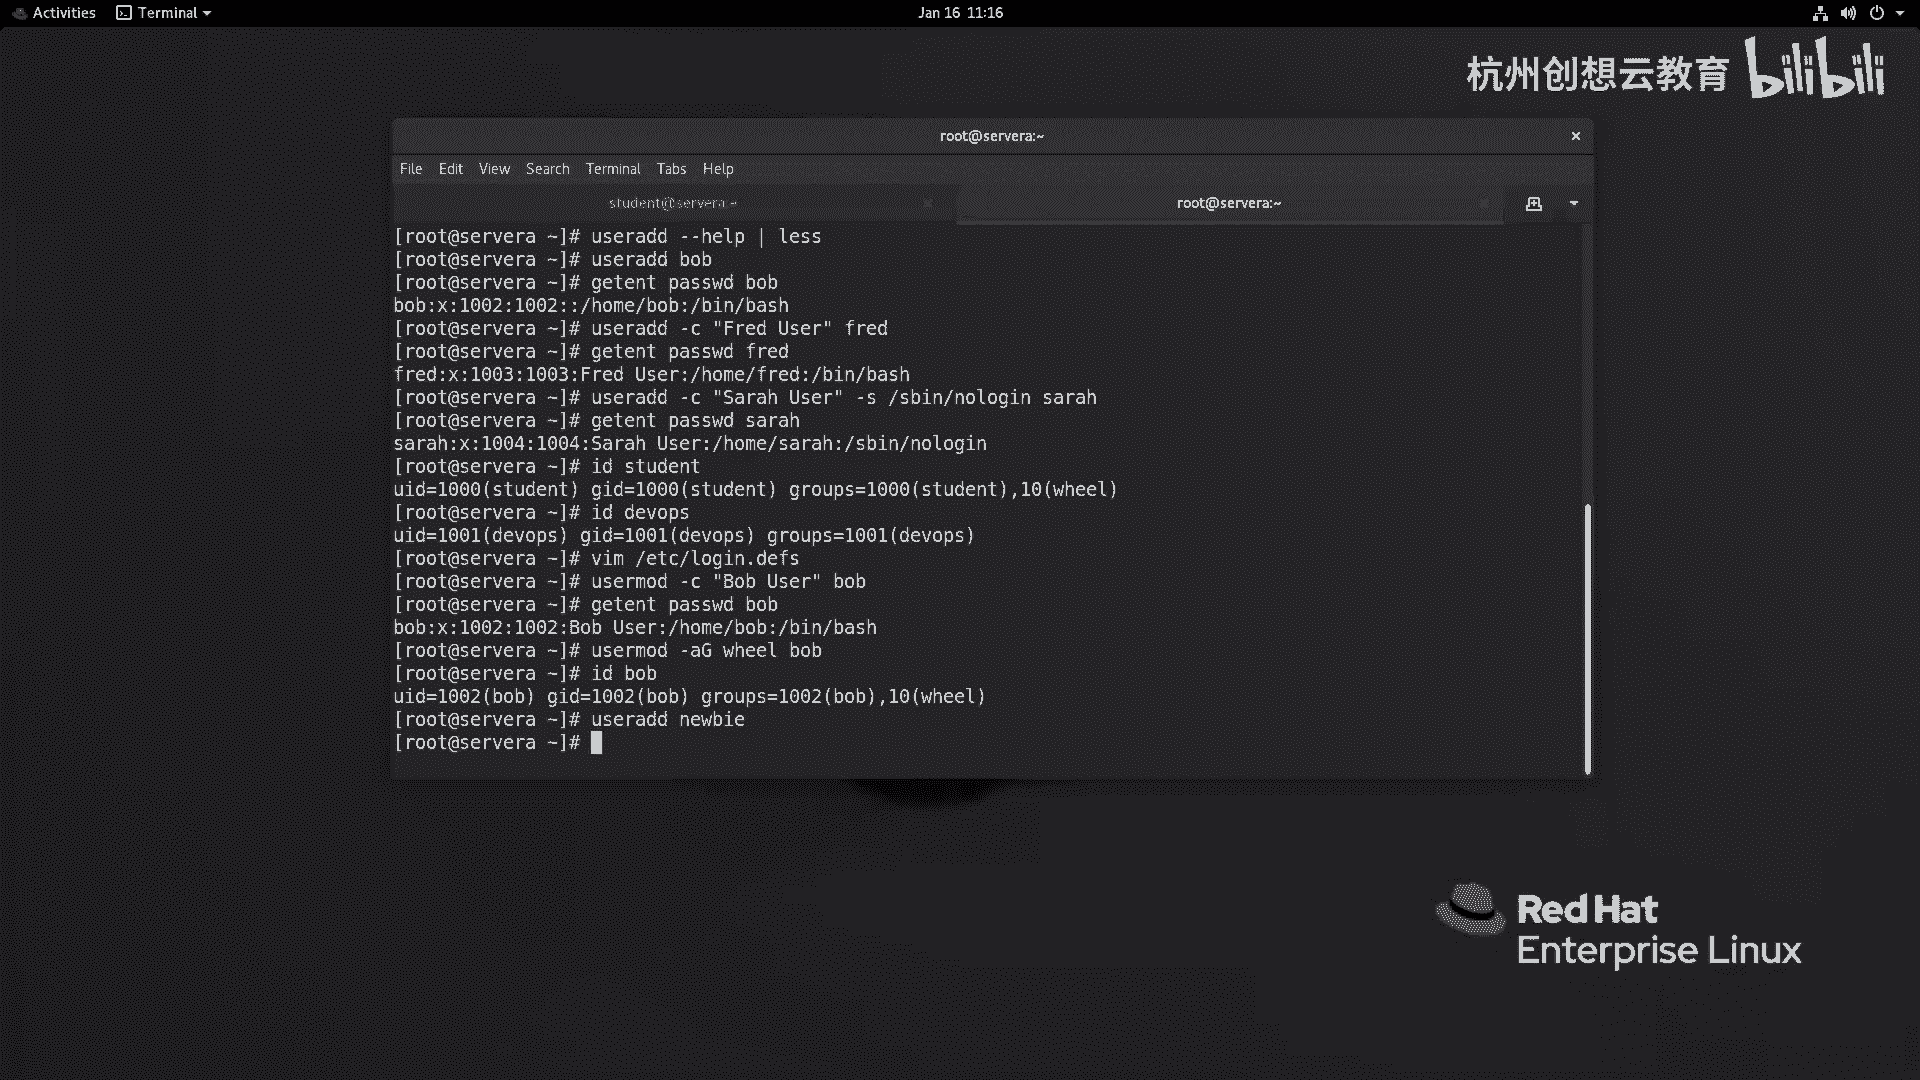 Activities
Terminal
Jan 16 11:16
杭州创想云教育 bilibili
root@servera:~
×
File Edit View Search Terminal Tabs Help
student@servera:~ ×
root@servera:~ ×
[root@servera ~]# useradd --help | less
[root@servera ~]# useradd bob
[root@servera ~]# getent passwd bob
bob:x:1002:1002::/home/bob:/bin/bash
[root@servera ~]# useradd -c "Fred User" fred
[root@servera ~]# getent passwd fred
fred:x:1003:1003:Fred User:/home/fred:/bin/bash
[root@servera ~]# useradd -c "Sarah User" -s /sbin/nologin sarah
[root@servera ~]# getent passwd sarah
sarah:x:1004:1004:Sarah User:/home/sarah:/sbin/nologin
[root@servera ~]# id student
uid=1000(student) gid=1000(student) groups=1000(student),10(wheel)
[root@servera ~]# id devops
uid=1001(devops) gid=1001(devops) groups=1001(devops)
[root@servera ~]# vim /etc/login.defs
[root@servera ~]# usermod -c "Bob User" bob
[root@servera ~]# getent passwd bob
bob:x:1002:1002:Bob User:/home/bob:/bin/bash
[root@servera ~]# usermod -aG wheel bob
[root@servera ~]# id bob
uid=1002(bob) gid=1002(bob) groups=1002(bob),10(wheel)
[root@servera ~]# useradd newbie
[root@servera ~]#
Red Hat
Enterprise Linux